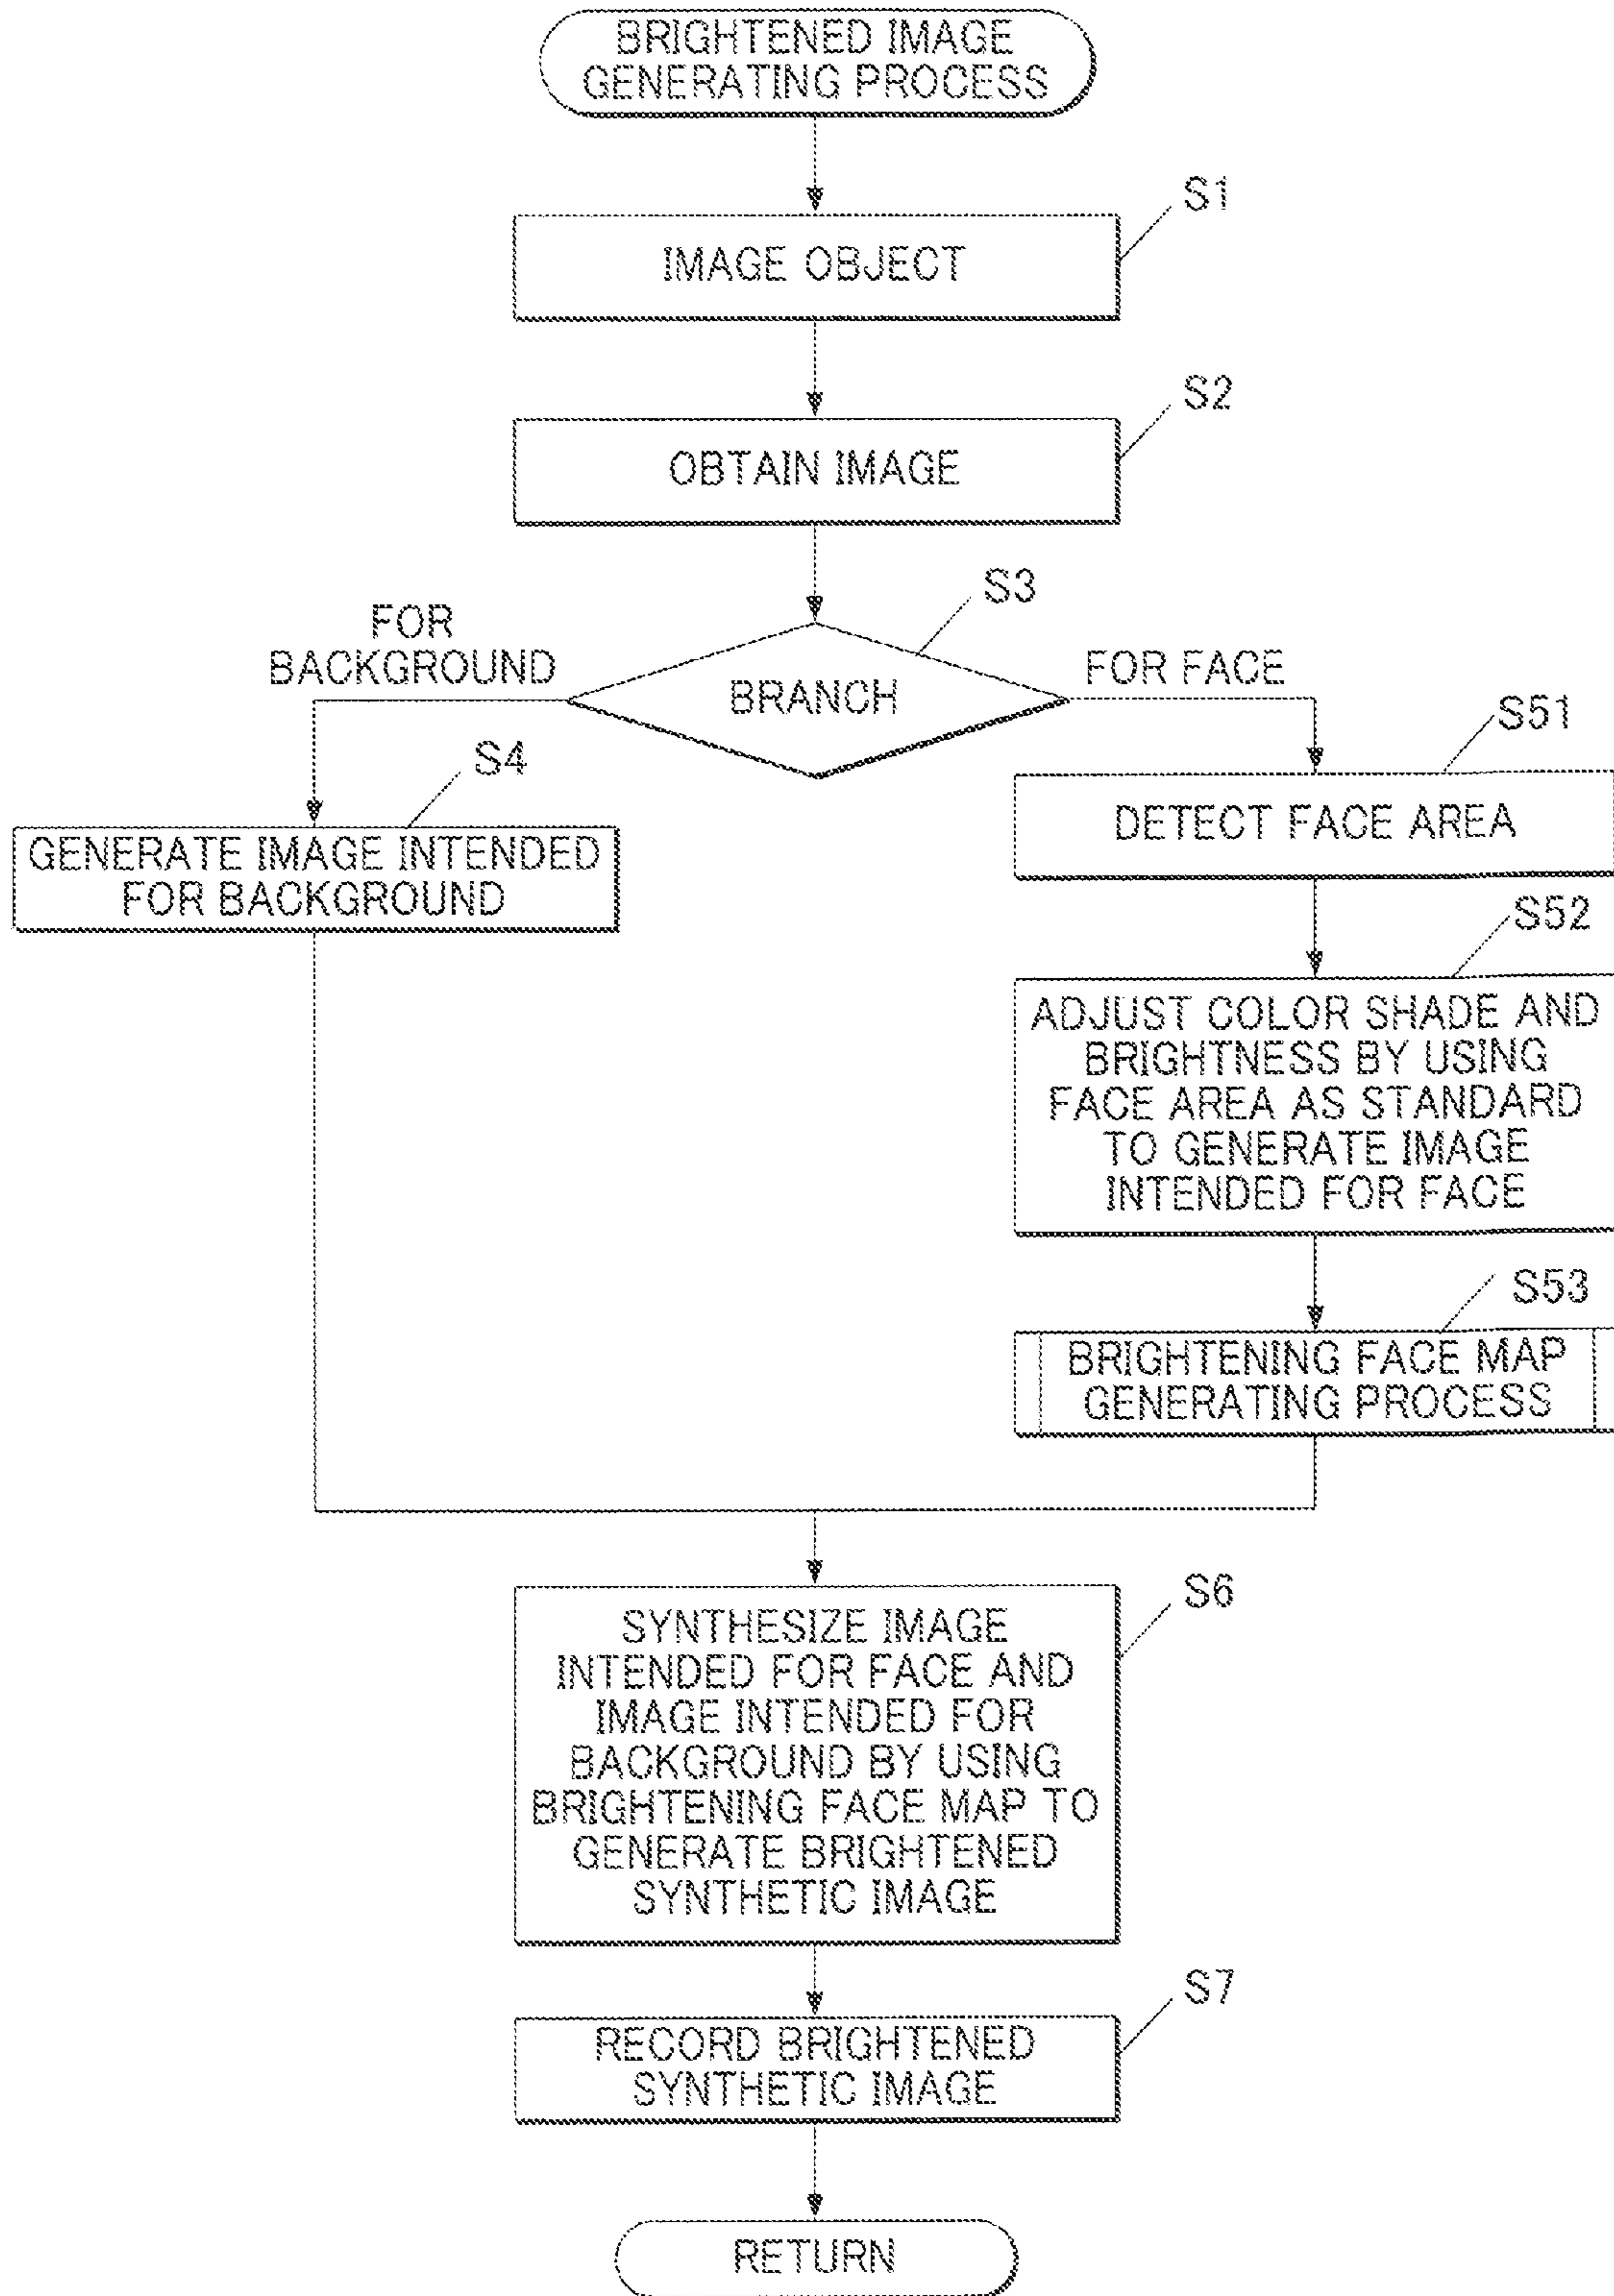 BRIGHTENED IMAGE
GENERATING PROCESS
S1
IMAGE OBJECT
S2
OBTAIN IMAGE
S3
FOR
BACKGROUND
BRANCH
FOR FACE
S4
GENERATE IMAGE INTENDED
FOR BACKGROUND
S51
DETECT FACE AREA
S52
ADJUST COLOR SHADE AND
BRIGHTNESS BY USING
FACE AREA AS STANDARD
TO GENERATE IMAGE
INTENDED FOR FACE
S53
BRIGHTENING FACE MAP
GENERATING PROCESS
S6
SYNTHESIZE IMAGE
INTENDED FOR FACE AND
IMAGE INTENDED FOR
BACKGROUND BY USING
BRIGHTENING FACE MAP TO
GENERATE BRIGHTENED
SYNTHETIC IMAGE
S7
RECORD BRIGHTENED
SYNTHETIC IMAGE
RETURN